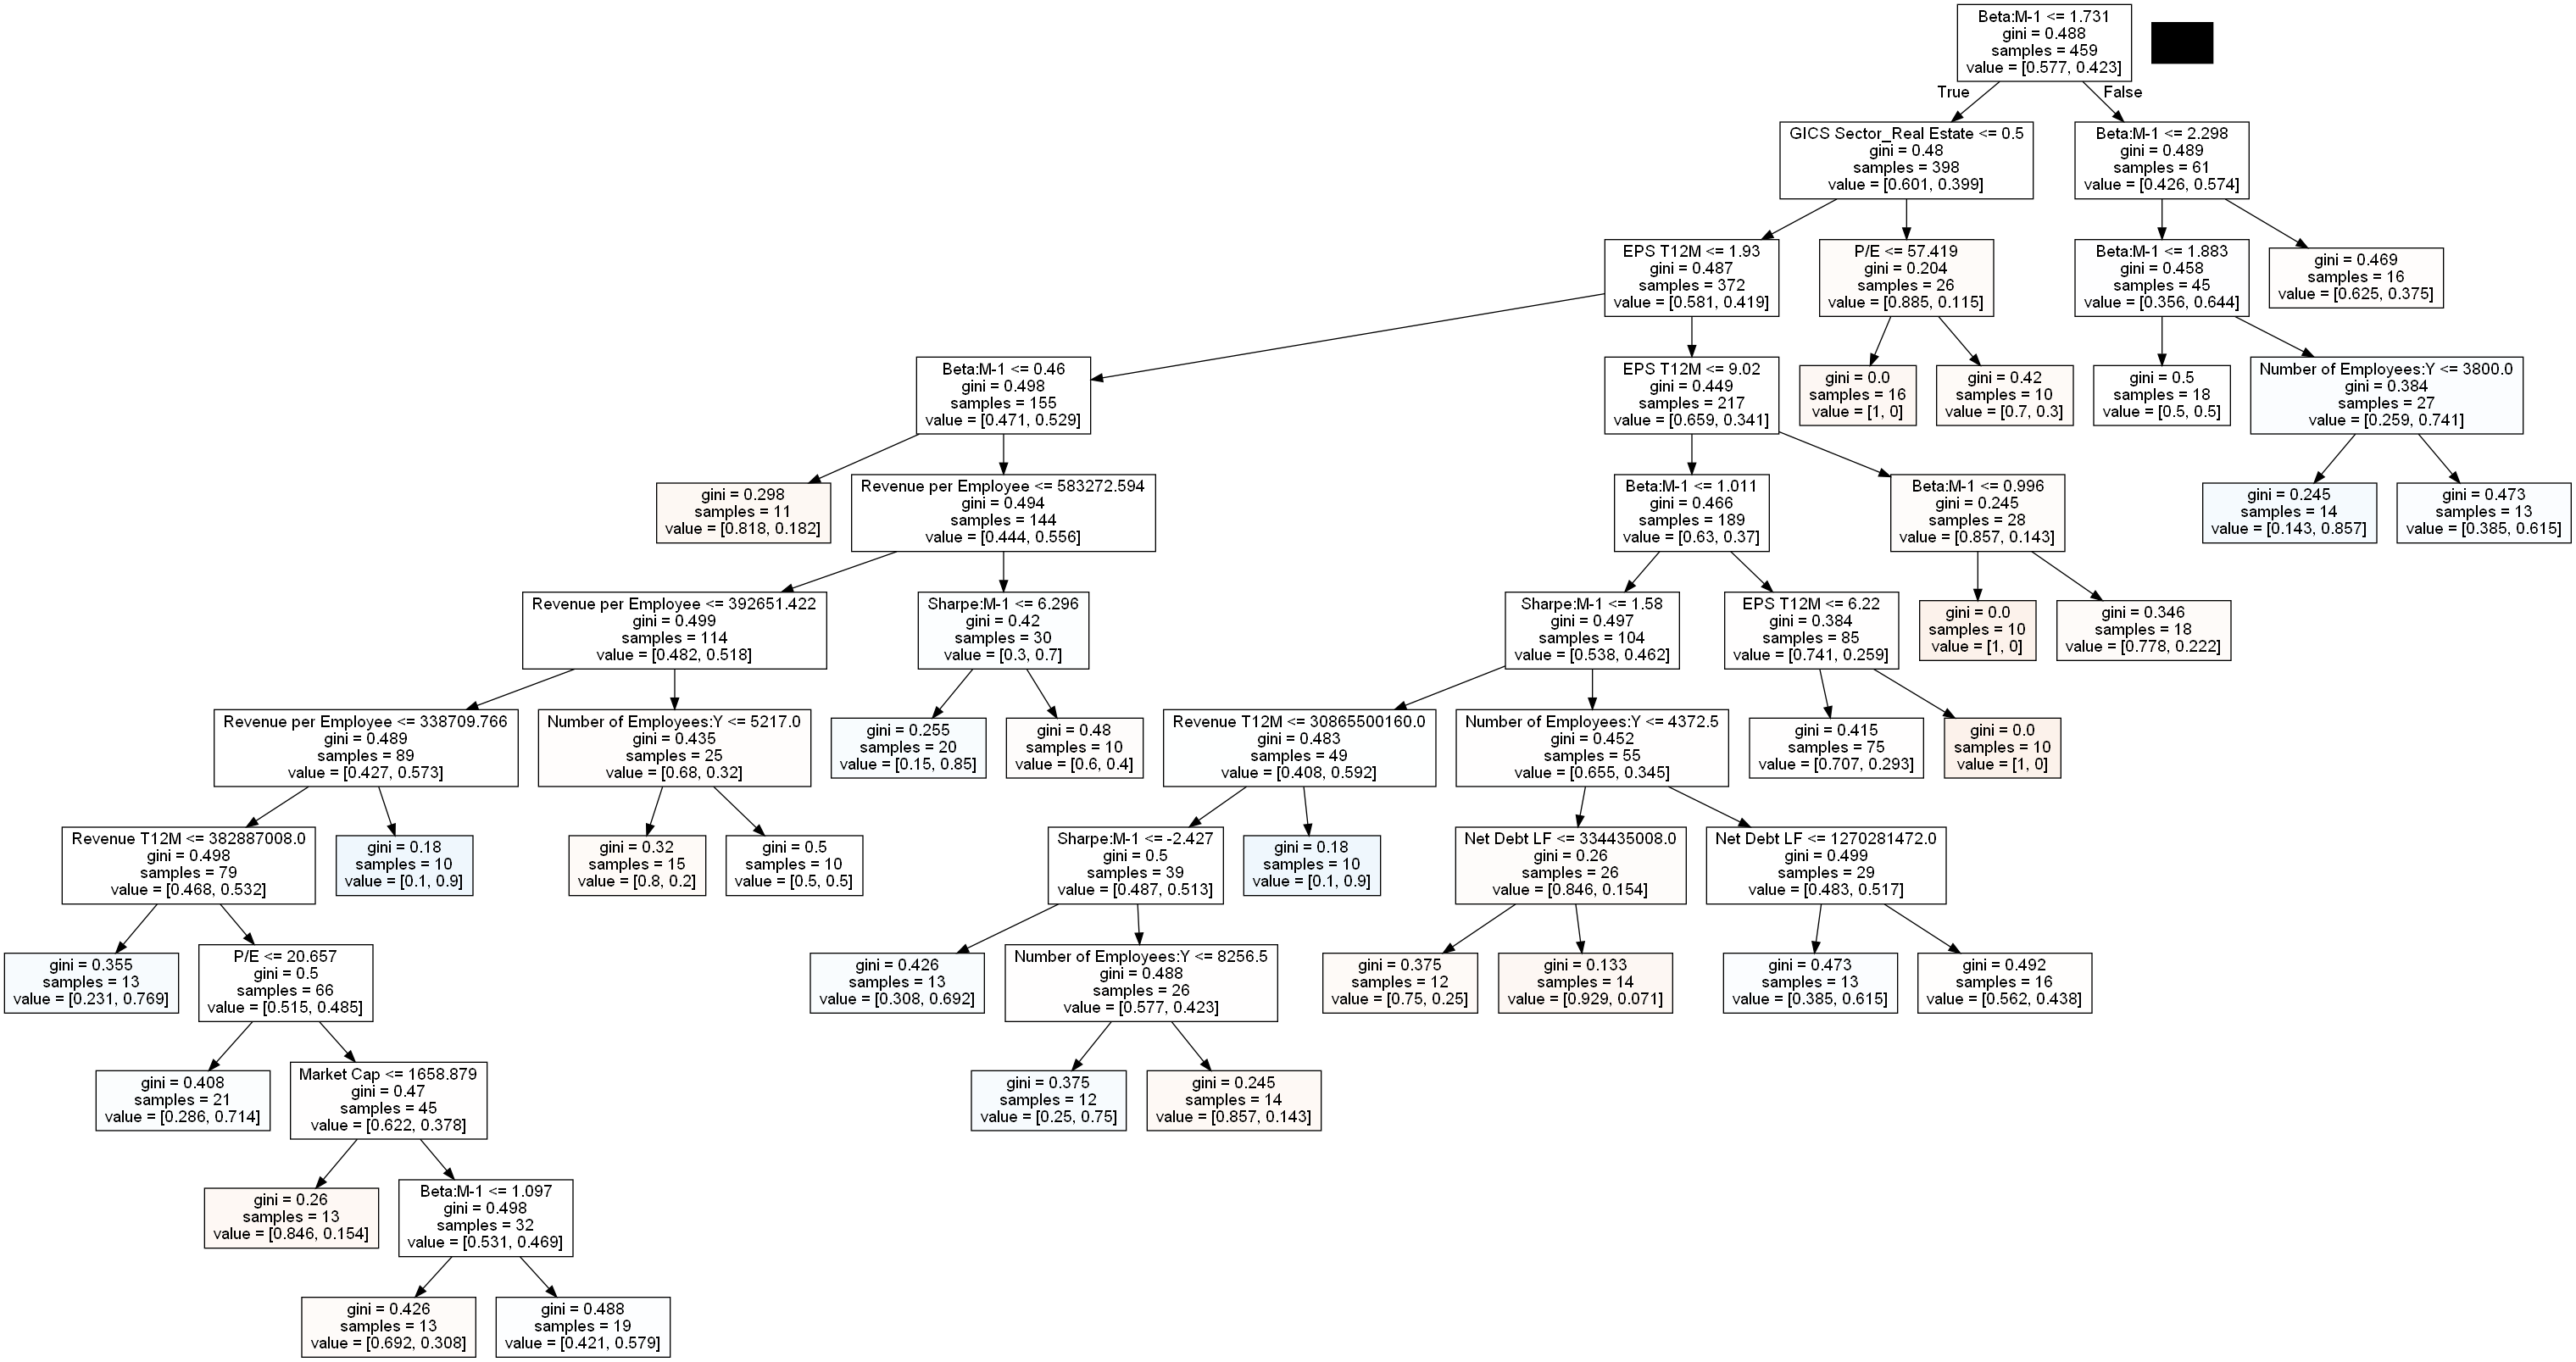 Beta:M-1 <= 1.731
gini = 0.488
samples = 459
value = [0.577, 0.423]
True
False
GICS Sector_Real Estate <= 0.5
gini = 0.48
samples = 398
value = [0.601, 0.399]
Beta:M-1 <= 2.298
gini = 0.489
samples = 61
value = [0.426, 0.574]
EPS T12M <= 1.93
gini = 0.487
samples = 372
value = [0.581, 0.419]
P/E <= 57.419
gini = 0.204
samples = 26
value = [0.885, 0.115]
Beta:M-1 <= 1.883
gini = 0.458
samples = 45
value = [0.356, 0.644]
gini = 0.469
samples = 16
value = [0.625, 0.375]
Beta:M-1 <= 0.46
gini = 0.498
samples = 155
value = [0.471, 0.529]
EPS T12M <= 9.02
gini = 0.449
samples = 217
value = [0.659, 0.341]
gini = 0.0
samples = 16
value = [1, 0]
gini = 0.42
samples = 10
value = [0.7, 0.3]
gini = 0.5
samples = 18
value = [0.5, 0.5]
Number of Employees:Y <= 3800.0
gini = 0.384
samples = 27
value = [0.259, 0.741]
gini = 0.298
samples = 11
value = [0.818, 0.182]
Revenue per Employee <= 583272.594
gini = 0.494
samples = 144
value = [0.444, 0.556]
Beta:M-1 <= 1.011
gini = 0.466
samples = 189
value = [0.63, 0.37]
Beta:M-1 <= 0.996
gini = 0.245
samples = 28
value = [0.857, 0.143]
gini = 0.245
samples = 14
value = [0.143, 0.857]
gini = 0.473
samples = 13
value = [0.385, 0.615]
Revenue per Employee <= 392651.422
gini = 0.499
samples = 114
value = [0.482, 0.518]
Sharpe:M-1 <= 6.296
gini = 0.42
samples = 30
value = [0.3, 0.7]
Sharpe:M-1 <= 1.58
gini = 0.497
samples = 104
value = [0.538, 0.462]
EPS T12M <= 6.22
gini = 0.384
samples = 85
value = [0.741, 0.259]
gini = 0.0
samples = 10
value = [1, 0]
gini = 0.346
samples = 18
value = [0.778, 0.222]
Revenue per Employee <= 338709.766
gini = 0.489
samples = 89
value = [0.427, 0.573]
Number of Employees:Y <= 5217.0
gini = 0.435
samples = 25
value = [0.68, 0.32]
gini = 0.255
samples = 20
value = [0.15, 0.85]
gini = 0.48
samples = 10
value = [0.6, 0.4]
Revenue T12M <= 30865500160.0
gini = 0.483
samples = 49
value = [0.408, 0.592]
Number of Employees:Y <= 4372.5
gini = 0.452
samples = 55
value = [0.655, 0.345]
gini = 0.415
samples = 75
value = [0.707, 0.293]
gini = 0.0
samples = 10
value = [1, 0]
Revenue T12M <= 382887008.0
gini = 0.498
samples = 79
value = [0.468, 0.532]
gini = 0.18
samples = 10
value = [0.1, 0.9]
gini = 0.32
samples = 15
value = [0.8, 0.2]
gini = 0.5
samples = 10
value = [0.5, 0.5]
Sharpe:M-1 <= -2.427
gini = 0.5
samples = 39
value = [0.487, 0.513]
gini = 0.18
samples = 10
value = [0.1, 0.9]
Net Debt LF <= 334435008.0
gini = 0.26
samples = 26
value = [0.846, 0.154]
Net Debt LF <= 1270281472.0
gini = 0.499
samples = 29
value = [0.483, 0.517]
gini = 0.355
samples = 13
value = [0.231, 0.769]
P/E <= 20.657
gini = 0.5
samples = 66
value = [0.515, 0.485]
gini = 0.426
samples = 13
value = [0.308, 0.692]
Number of Employees:Y <= 8256.5
gini = 0.488
samples = 26
value = [0.577, 0.423]
gini = 0.375
samples = 12
value = [0.75, 0.25]
gini = 0.133
samples = 14
value = [0.929, 0.071]
gini = 0.473
samples = 13
value = [0.385, 0.615]
gini = 0.492
samples = 16
value = [0.562, 0.438]
gini = 0.408
samples = 21
value = [0.286, 0.714]
Market Cap <= 1658.879
gini = 0.47
samples = 45
value = [0.622, 0.378]
gini = 0.375
samples = 12
value = [0.25, 0.75]
gini = 0.245
samples = 14
value = [0.857, 0.143]
gini = 0.26
samples = 13
value = [0.846, 0.154]
Beta:M-1 <= 1.097
gini = 0.498
samples = 32
value = [0.531, 0.469]
gini = 0.426
samples = 13
value = [0.692, 0.308]
gini = 0.488
samples = 19
value = [0.421, 0.579]